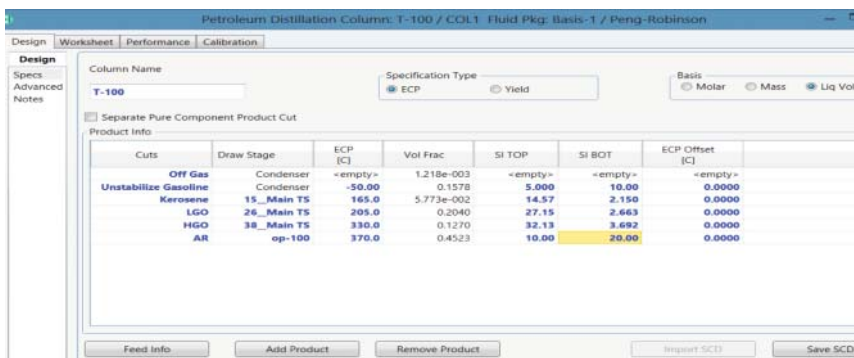 Petroleum Distillation Column: T-100 / COL1 Fluid Pkg: Basis-1 / Peng-Robinson
Design Worksheet Performance Calibration
Design
Specs
Advanced
Notes
Column Name
T-100
Specification Type
ECP Yield
Basis
Molar Mass Liq Vol
Separate Pure Component Product Cut
Product Info
Cuts Draw Stage ECP [C] Vol Frac SI TOP SI BOT ECP Offset [C]
Off Gas Condenser <empty> 1.218e-003 <empty> <empty> <empty>
Unstabilize Gasoline Condenser -50.00 0.1578 5.000 10.00 0.0000
Kerosene 15__Main TS 165.0 5.773e-002 14.57 2.150 0.0000
LGO 26__Main TS 205.0 0.2040 27.15 2.663 0.0000
HGO 38__Main TS 330.0 0.1270 32.13 3.692 0.0000
AR op-100 370.0 0.4523 10.00 20.00 0.0000
Feed Info Add Product Remove Product Import SCD Save SCD